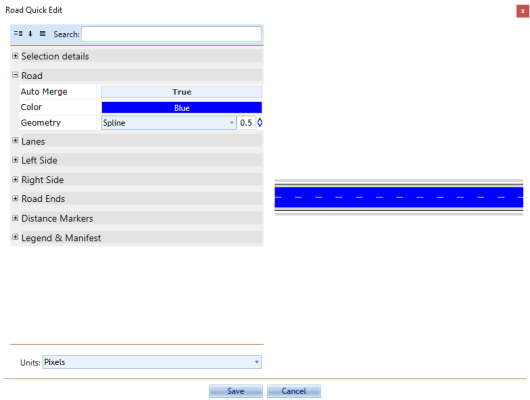 Road Quick Edit
x
Search:
Selection details
Road
Auto Merge True
Color Blue
Geometry Spline 0.5
Lanes
Left Side
Right Side
Road Ends
Distance Markers
Legend & Manifest
Units: Pixels
Save Cancel